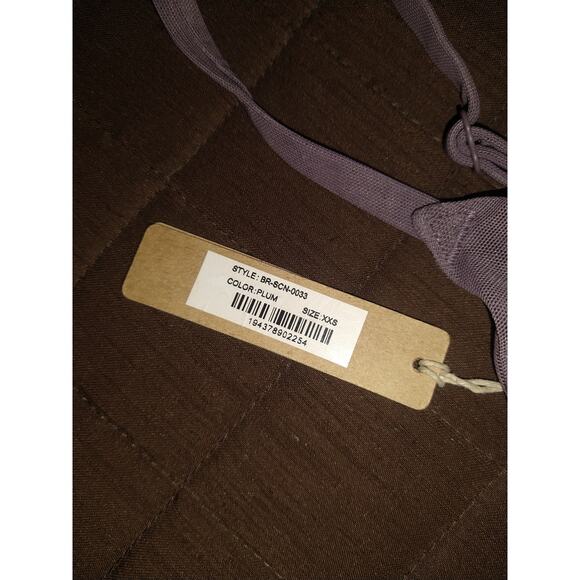 STYLE: BR-SCN-0033
COLOR:PLUM SIZE:XXS
194378902254